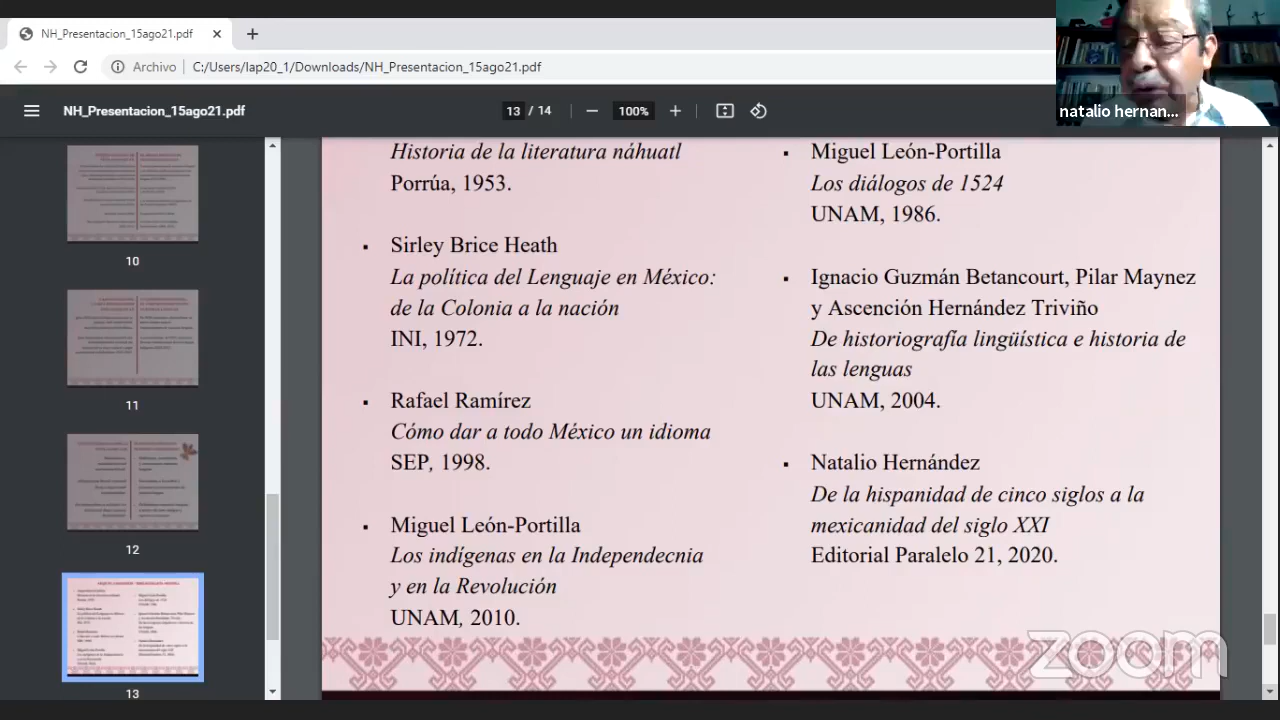 NH_Presentacion_15ago21.pdf
Archivo C:/Users/lap20_1/Downloads/NH_Presentacion_15ago21.pdf
natalio hernan...
NH_Presentacion_15ago21.pdf
13 / 14
100%
10
11
12
13
Historia de la literatura náhuatl
Porrúa, 1953.
Sirley Brice Heath
La política del Lenguaje en México:
de la Colonia a la nación
INI, 1972.
Rafael Ramírez
Cómo dar a todo México un idioma
SEP, 1998.
Miguel León-Portilla
Los indígenas en la Independecnia
y en la Revolución
UNAM, 2010.
Miguel León-Portilla
Los diálogos de 1524
UNAM, 1986.
Ignacio Guzmán Betancourt, Pilar Maynez
y Ascención Hernández Triviño
De historiografía lingüística e historia de
las lenguas
UNAM, 2004.
Natalio Hernández
De la hispanidad de cinco siglos a la
mexicanidad del siglo XXI
Editorial Paralelo 21, 2020.
zoom